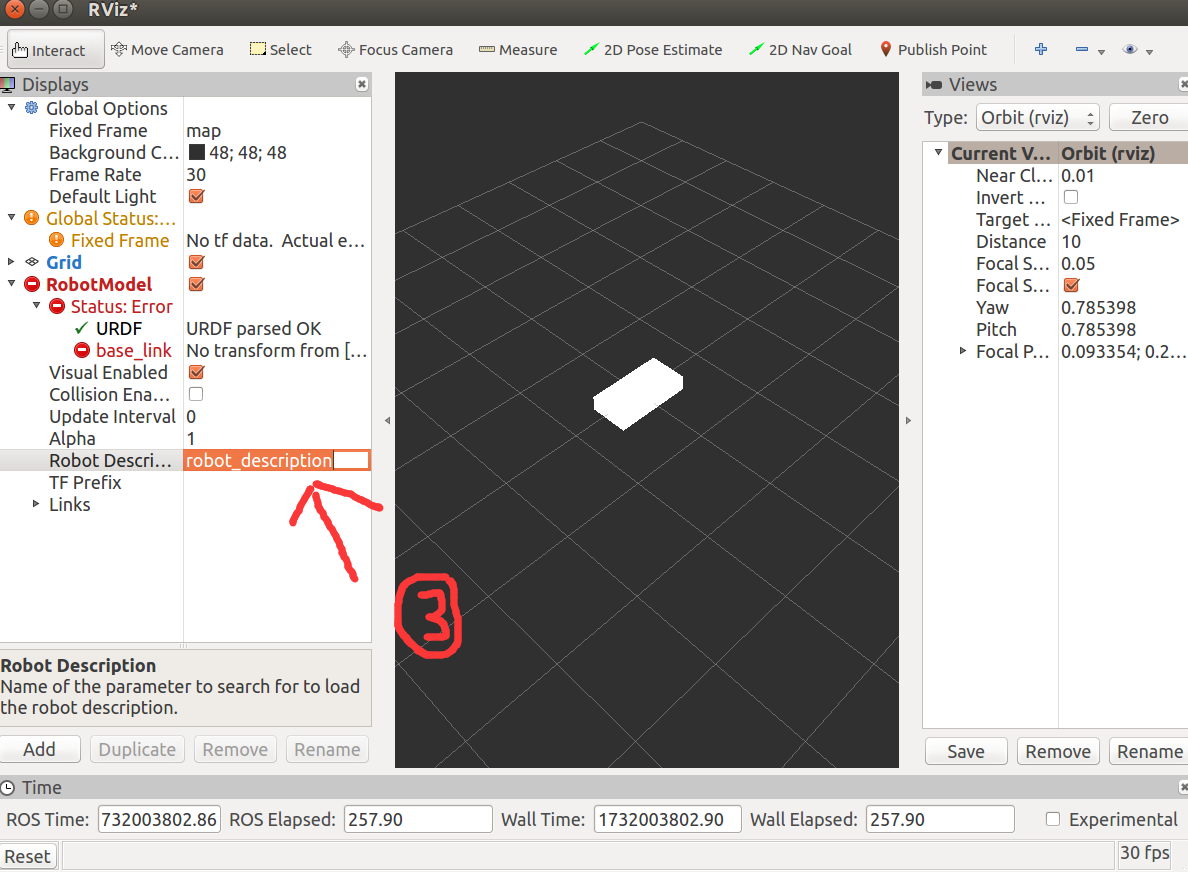 RViz*
Interact Move Camera Select Focus Camera Measure 2D Pose Estimate 2D Nav Goal Publish Point
Displays
Global Options
Fixed Frame map
Background C... 48; 48; 48
Frame Rate 30
Default Light
Global Status:...
Fixed Frame No tf data.  Actual e...
Grid
RobotModel
Status: Error
URDF URDF parsed OK
base_link No transform from [...
Visual Enabled
Collision Ena...
Update Interval 0
Alpha 1
Robot Descri... robot_description
TF Prefix
Links
3
Robot Description
Name of the parameter to search for to load
the robot description.
Add Duplicate Remove Rename
Views
Type: Orbit (rviz) Zero
Current V... Orbit (rviz)
Near Cl... 0.01
Invert ...
Target ... <Fixed Frame>
Distance 10
Focal S... 0.05
Focal S...
Yaw 0.785398
Pitch 0.785398
Focal P... 0.093354; 0.2...
Save Remove Rename
Time
ROS Time: 732003802.86 ROS Elapsed: 257.90 Wall Time: 1732003802.90 Wall Elapsed: 257.90 Experimental
Reset 30 fps